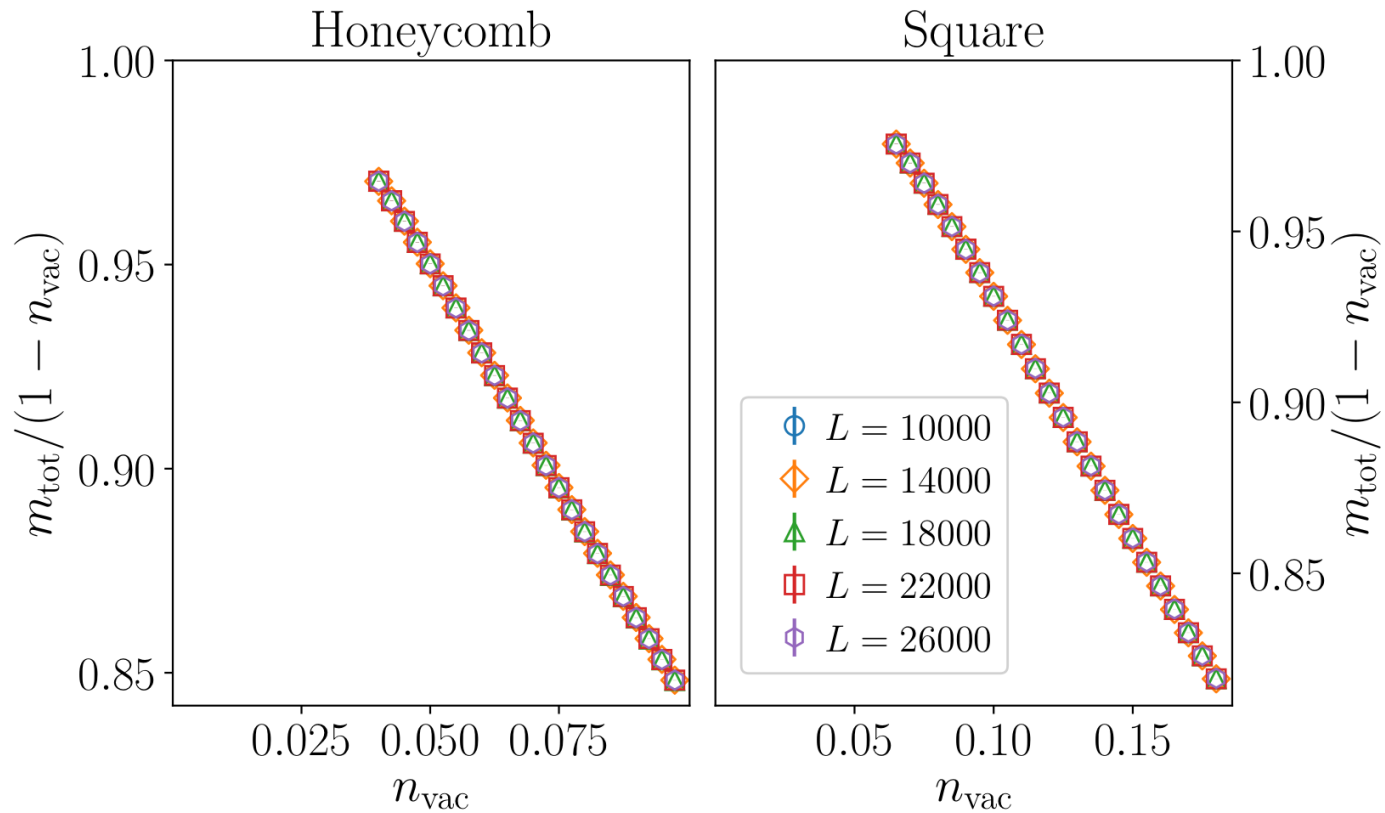 Honeycomb
Square
1.00
0.95
0.90
0.85
m_tot/(1 − n_vac)
0.025 0.050 0.075
n_vac
L = 10000
L = 14000
L = 18000
L = 22000
L = 26000
0.05 0.10 0.15
n_vac
1.00
0.95
0.90
0.85
m_tot/(1 − n_vac)